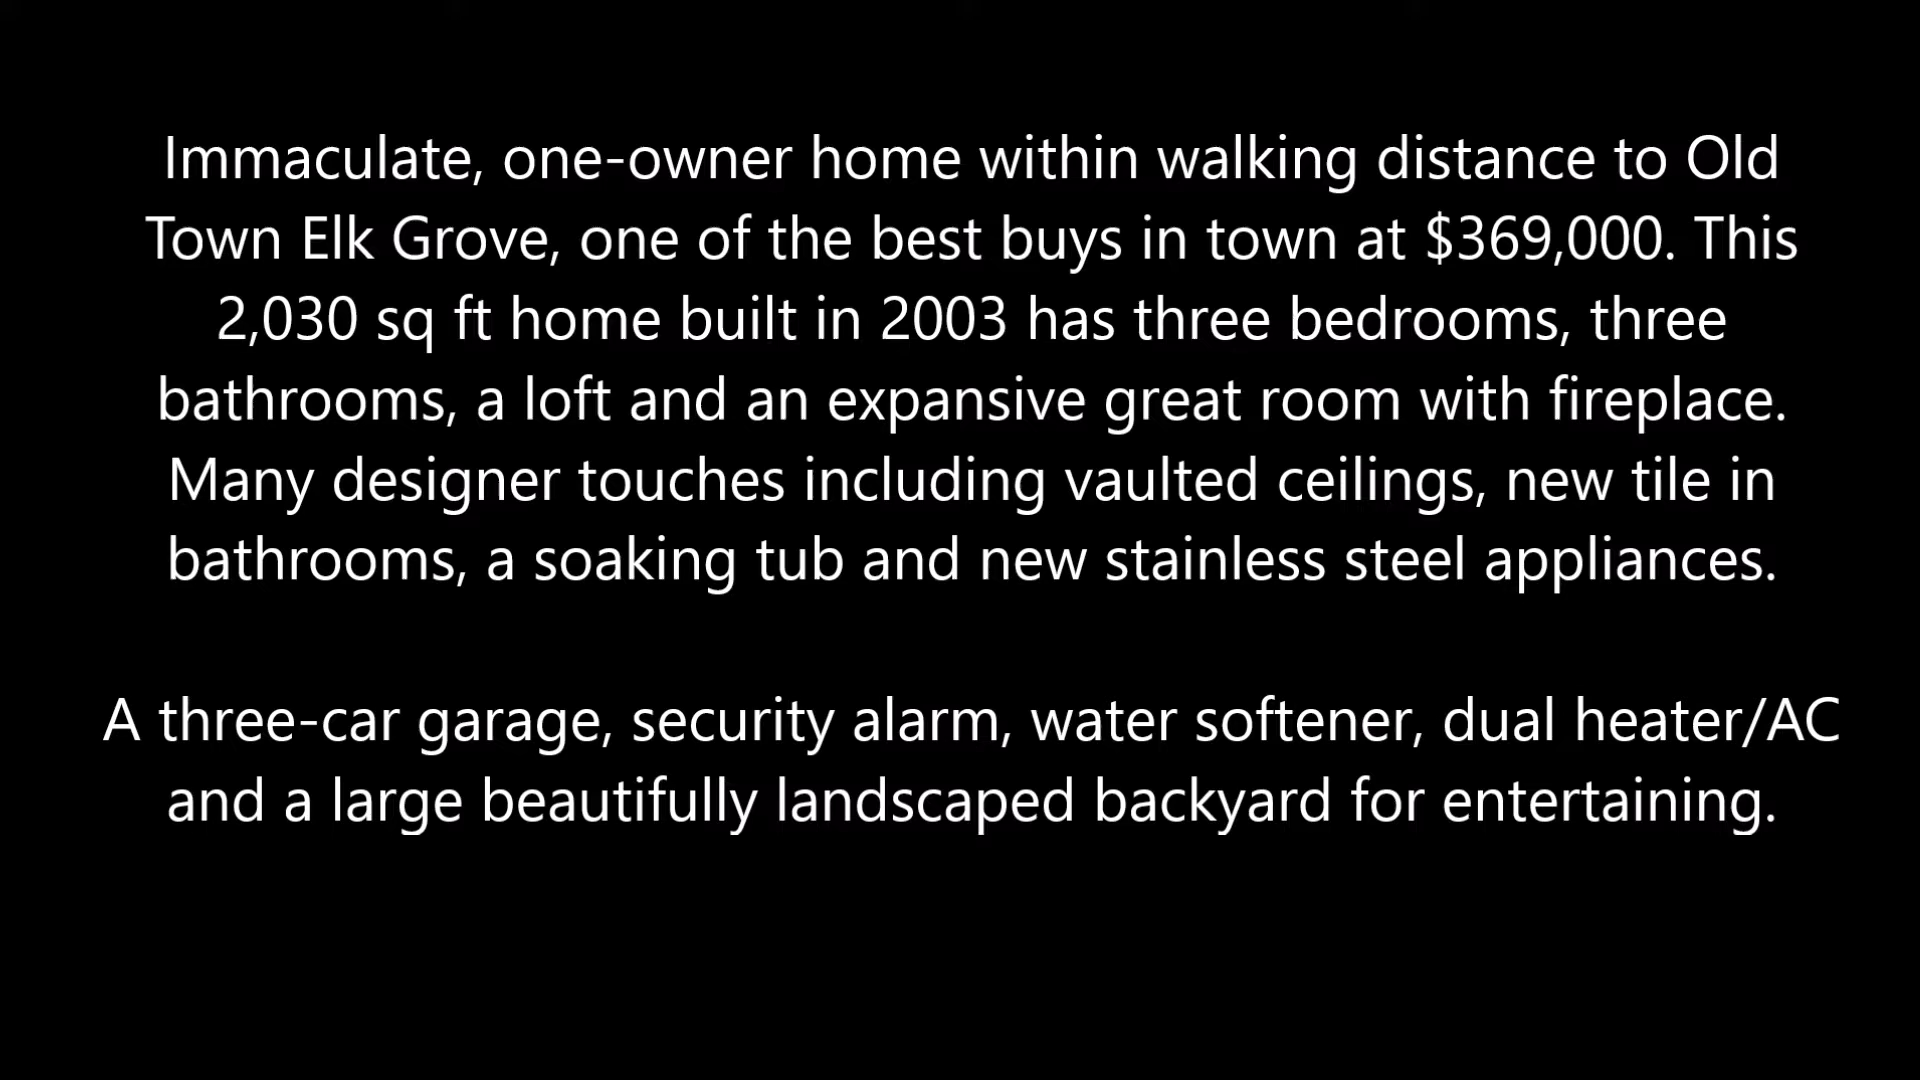 Immaculate, one-owner home within walking distance to Old
Town Elk Grove, one of the best buys in town at $369,000. This
2,030 sq ft home built in 2003 has three bedrooms, three
bathrooms, a loft and an expansive great room with fireplace.
Many designer touches including vaulted ceilings, new tile in
bathrooms, a soaking tub and new stainless steel appliances.
A three-car garage, security alarm, water softener, dual heater/AC
and a large beautifully landscaped backyard for entertaining.